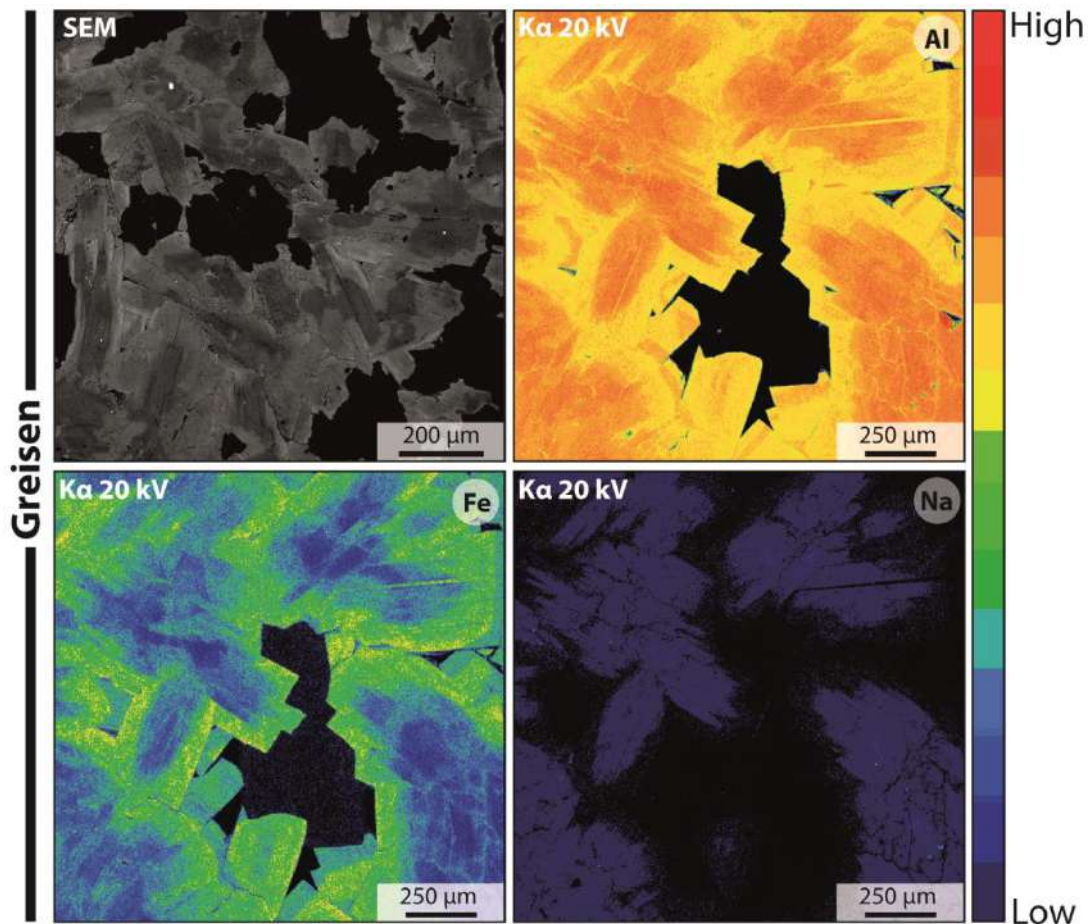 Greisen
SEM
200 µm
Kα 20 kV
Al
250 µm
Kα 20 kV
Fe
250 µm
Kα 20 kV
Na
250 µm
High
Low